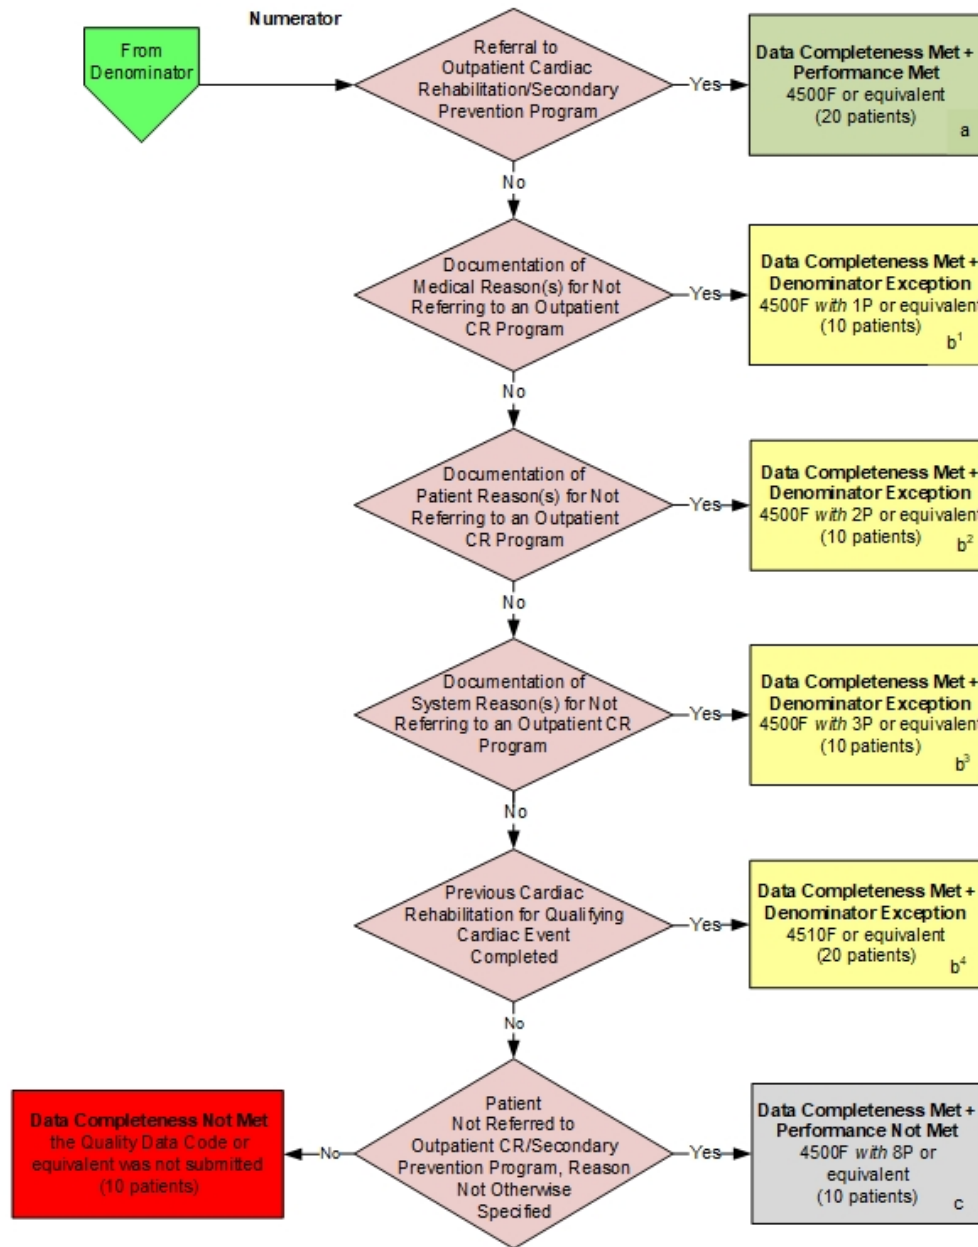 Numerator
From
Denominator
Referral to
Outpatient Cardiac
Rehabilitation/Secondary
Prevention Program
Yes
Data Completeness Met +
Performance Met
4500F or equivalent
(20 patients)
a
No
Documentation of
Medical Reason(s) for Not
Referring to an Outpatient
CR Program
Yes
Data Completeness Met +
Denominator Exception
4500F with 1P or equivalent
(10 patients)
b¹
No
Documentation of
Patient Reason(s) for Not
Referring to an Outpatient
CR Program
Yes
Data Completeness Met +
Denominator Exception
4500F with 2P or equivalent
(10 patients)
b²
No
Documentation of
System Reason(s) for Not
Referring to an Outpatient CR
Program
Yes
Data Completeness Met +
Denominator Exception
4500F with 3P or equivalent
(10 patients)
b³
No
Previous Cardiac
Rehabilitation for Qualifying
Cardiac Event
Completed
Yes
Data Completeness Met +
Denominator Exception
4510F or equivalent
(20 patients)
b⁴
No
Patient
Not Referred to
Outpatient CR/Secondary
Prevention Program, Reason
Not Otherwise
Specified
Yes
Data Completeness Met +
Performance Not Met
4500F with 8P or
equivalent
(10 patients)
c
No
Data Completeness Not Met
the Quality Data Code or
equivalent was not submitted
(10 patients)